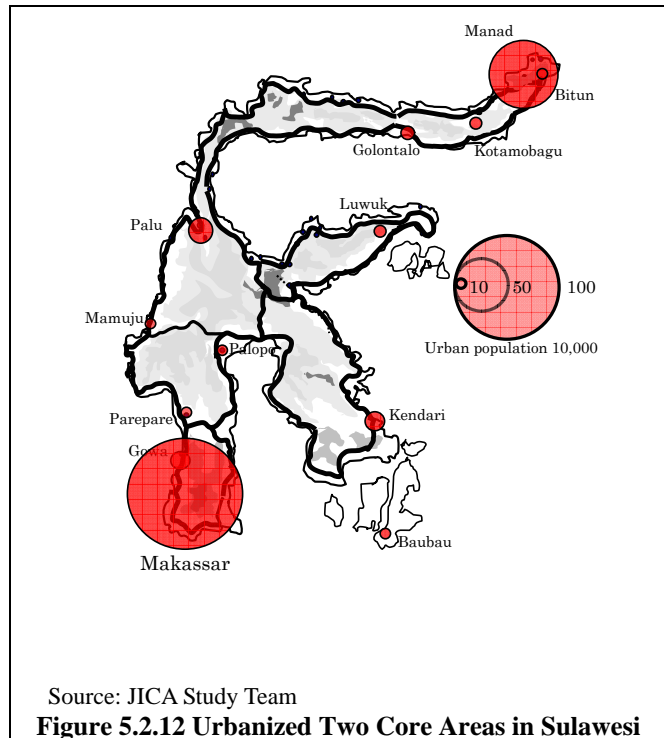 Manad
Bitun
Golontalo
Kotamobagu
Luwuk
Palu
10 50 100
Mamuju
Urban population 10,000
Palopo
Parepare
Kendari
Gowa
Baubau
Makassar
Source: JICA Study Team
Figure 5.2.12 Urbanized Two Core Areas in Sulawesi